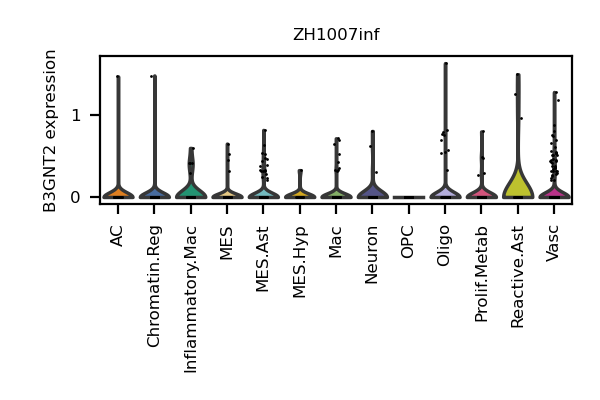 ZH1007inf
B3GNT2 expression
1
0
AC
Chromatin.Reg
Inflammatory.Mac
MES
MES.Ast
MES.Hyp
Mac
Neuron
OPC
Oligo
Prolif.Metab
Reactive.Ast
Vasc